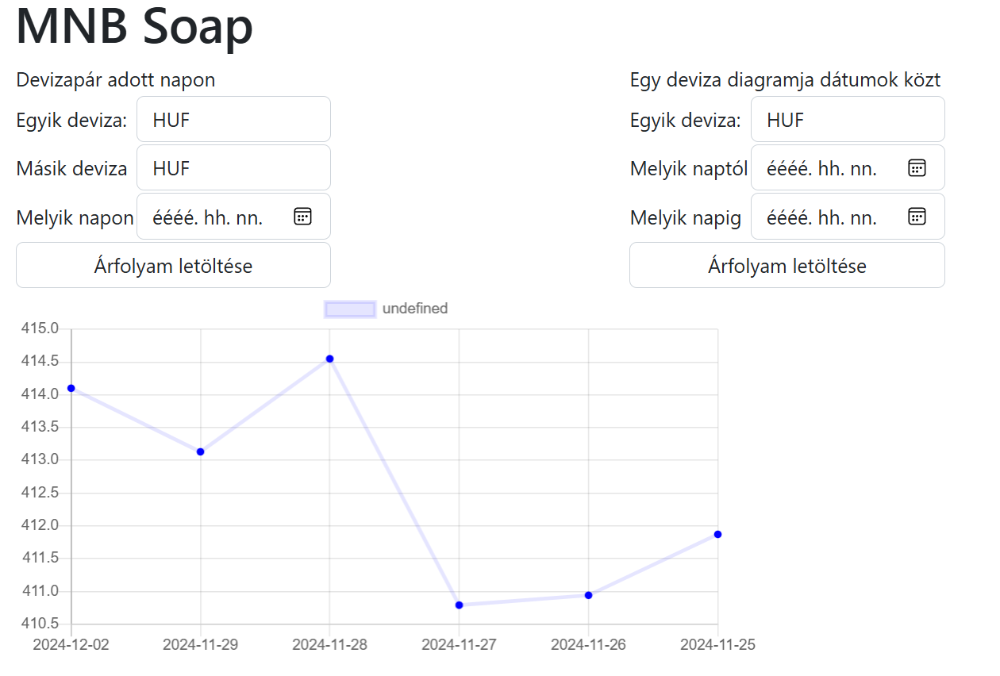 MNB Soap
Devizapár adott napon
Egyik deviza: HUF
Másik deviza HUF
Melyik napon éééé. hh. nn.
Árfolyam letöltése
Egy deviza diagramja dátumok közt
Egyik deviza: HUF
Melyik naptól éééé. hh. nn.
Melyik napig éééé. hh. nn.
Árfolyam letöltése
undefined
415.0
414.5
414.0
413.5
413.0
412.5
412.0
411.5
411.0
410.5
2024-12-02 2024-11-29 2024-11-28 2024-11-27 2024-11-26 2024-11-25